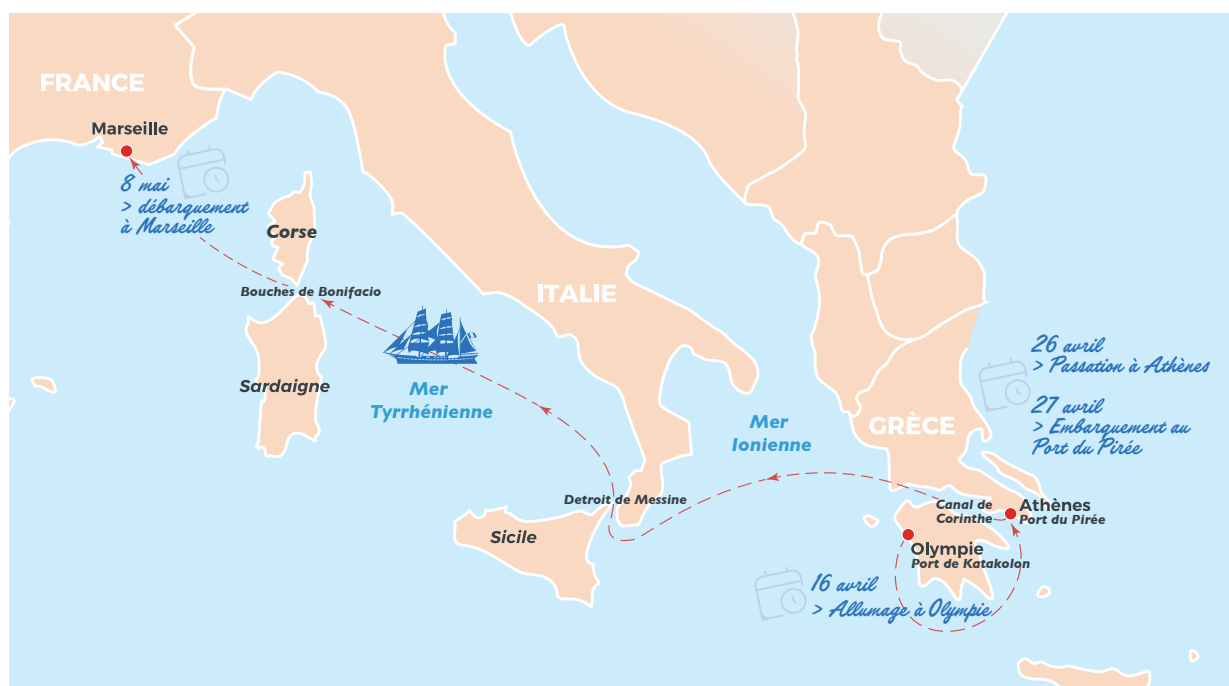 FRANCE
Marseille
8 mai
> débarquement
à Marseille
Corse
Bouches de Bonifacio
ITALIE
Sardaigne
Mer
Tyrrhénienne
26 avril
> Passation à Athènes
27 avril
> Embarquement au
Port du Pirée
GRÈCE
Mer
Ionienne
Detroit de Messine
Sicile
Canal de
Corinthe
Athènes
Port du Pirée
Olympie
Port de Katakolon
16 avril
> Allumage à Olympie